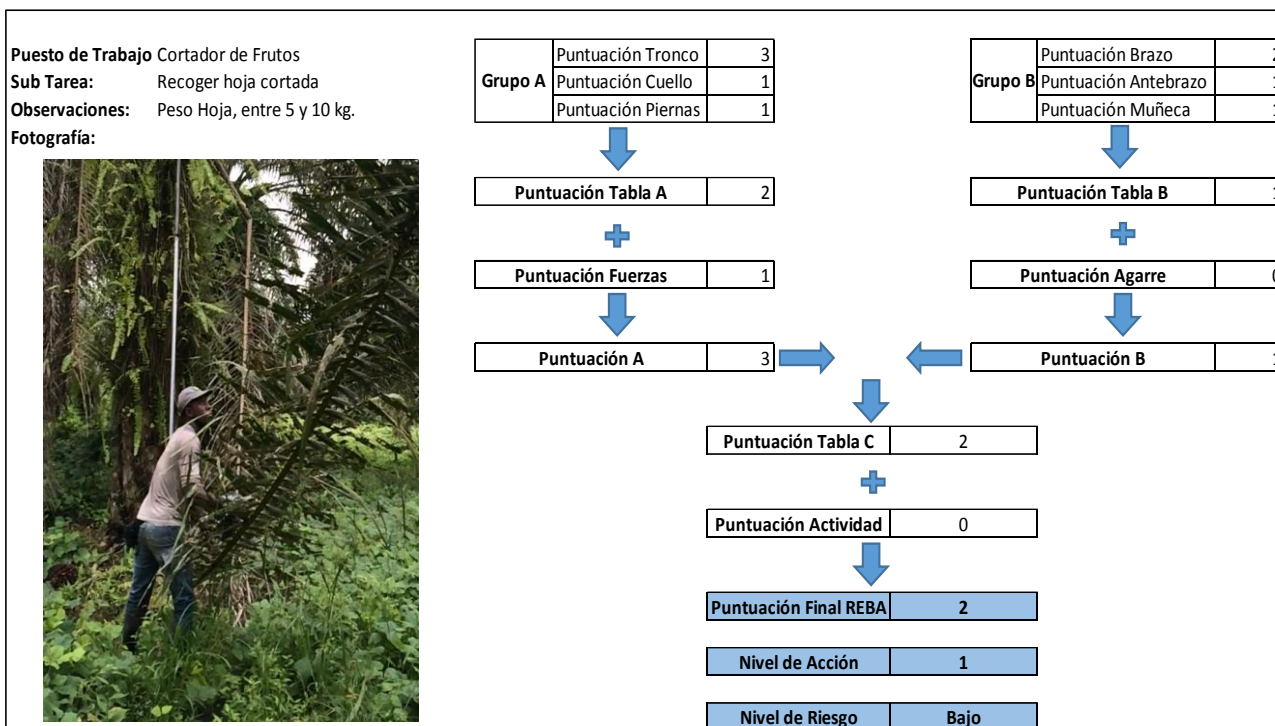 Puesto de Trabajo Cortador de Frutos
Sub Tarea: Recoger hoja cortada
Observaciones: Peso Hoja, entre 5 y 10 kg.
Fotografía:
Grupo A
Puntuación Tronco 3
Puntuación Cuello 1
Puntuación Piernas 1
Grupo B
Puntuación Brazo
Puntuación Antebrazo
Puntuación Muñeca
Puntuación Tabla A 2
Puntuación Tabla B
Puntuación Fuerzas 1
Puntuación Agarre
Puntuación A 3
Puntuación B
Puntuación Tabla C 2
Puntuación Actividad 0
Puntuación Final REBA 2
Nivel de Acción 1
Nivel de Riesgo Bajo